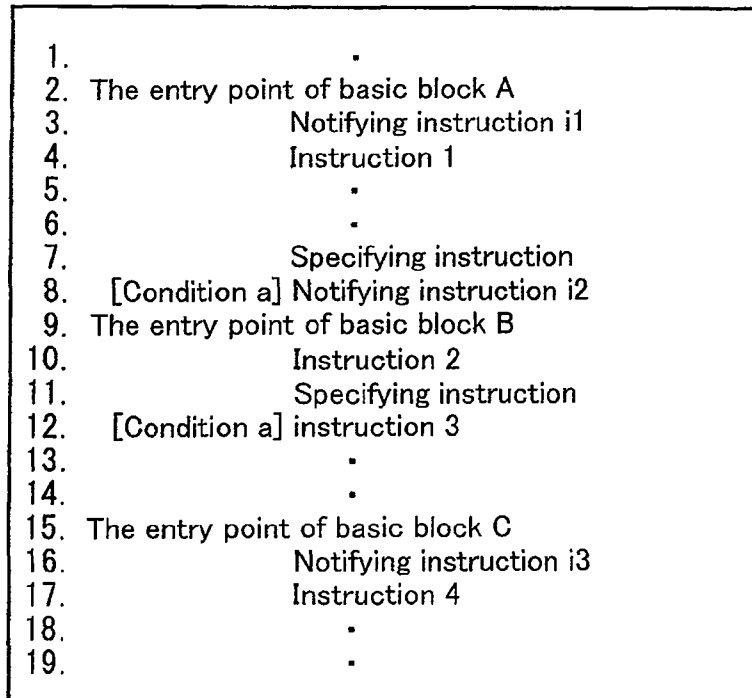 1. ·
2. The entry point of basic block A
3. Notifying instruction i1
4. Instruction 1
5. ·
6. ·
7. Specifying instruction
8. [Condition a] Notifying instruction i2
9. The entry point of basic block B
10. Instruction 2
11. Specifying instruction
12. [Condition a] instruction 3
13. ·
14. ·
15. The entry point of basic block C
16. Notifying instruction i3
17. Instruction 4
18. ·
19. ·